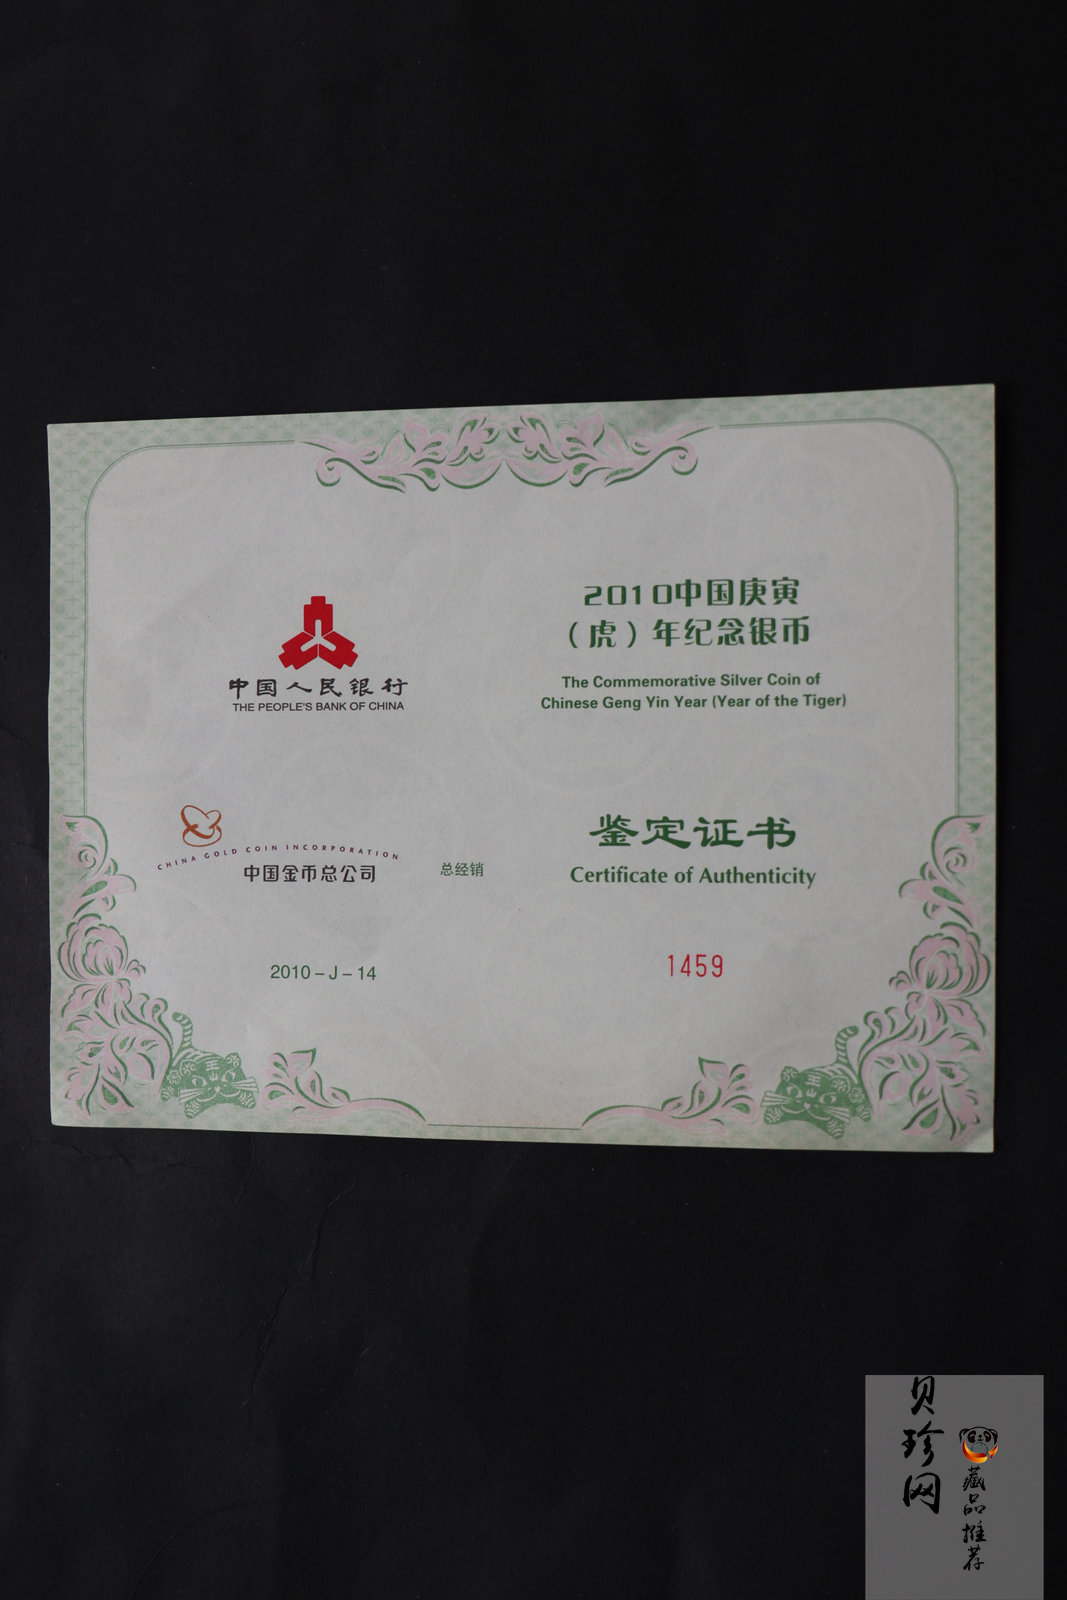 2010中国庚寅
（虎）年纪念银币
The Commemorative Silver Coin of
Chinese Geng Yin Year (Year of the Tiger)
中国人民银行
THE PEOPLE'S BANK OF CHINA
CHINA GOLD COIN INCORPORATION
中国金币总公司
总经销
鉴定证书
Certificate of Authenticity
2010-J-14
1459
贝珍网
藏品推荐